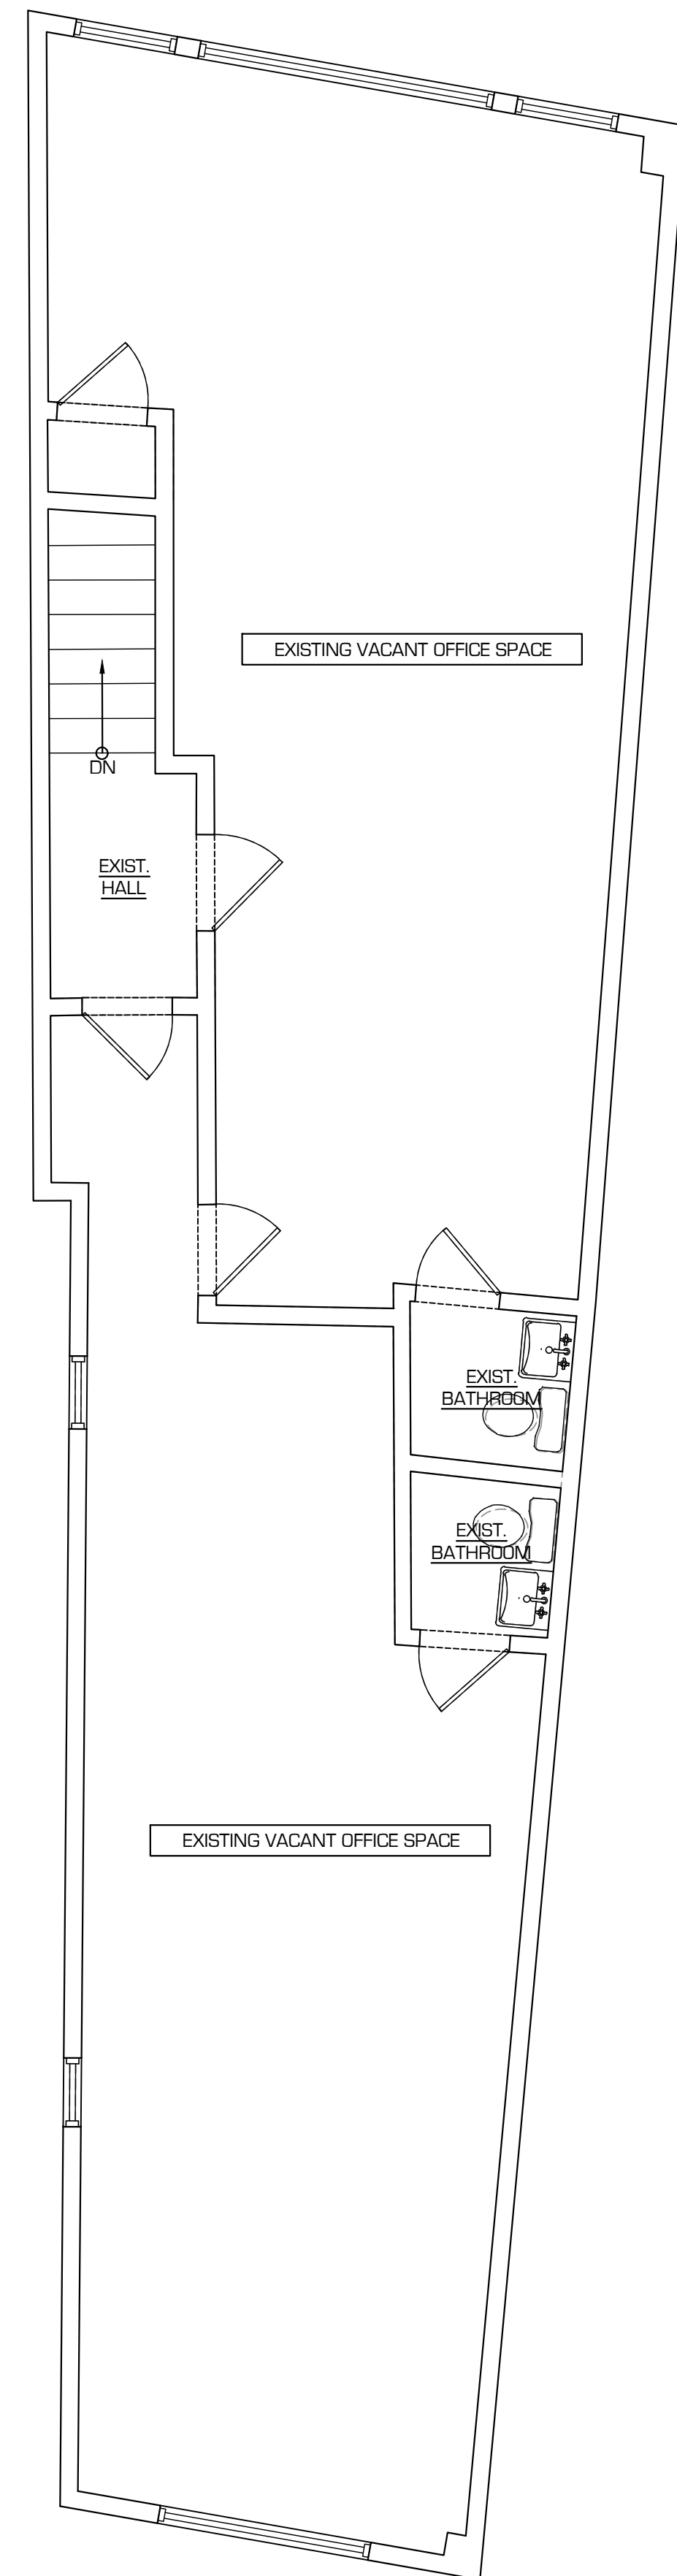 EXISTING VACANT OFFICE SPACE
DN
EXIST.
HALL
EXIST.
BATHROOM
EXIST.
BATHROOM
EXISTING VACANT OFFICE SPACE